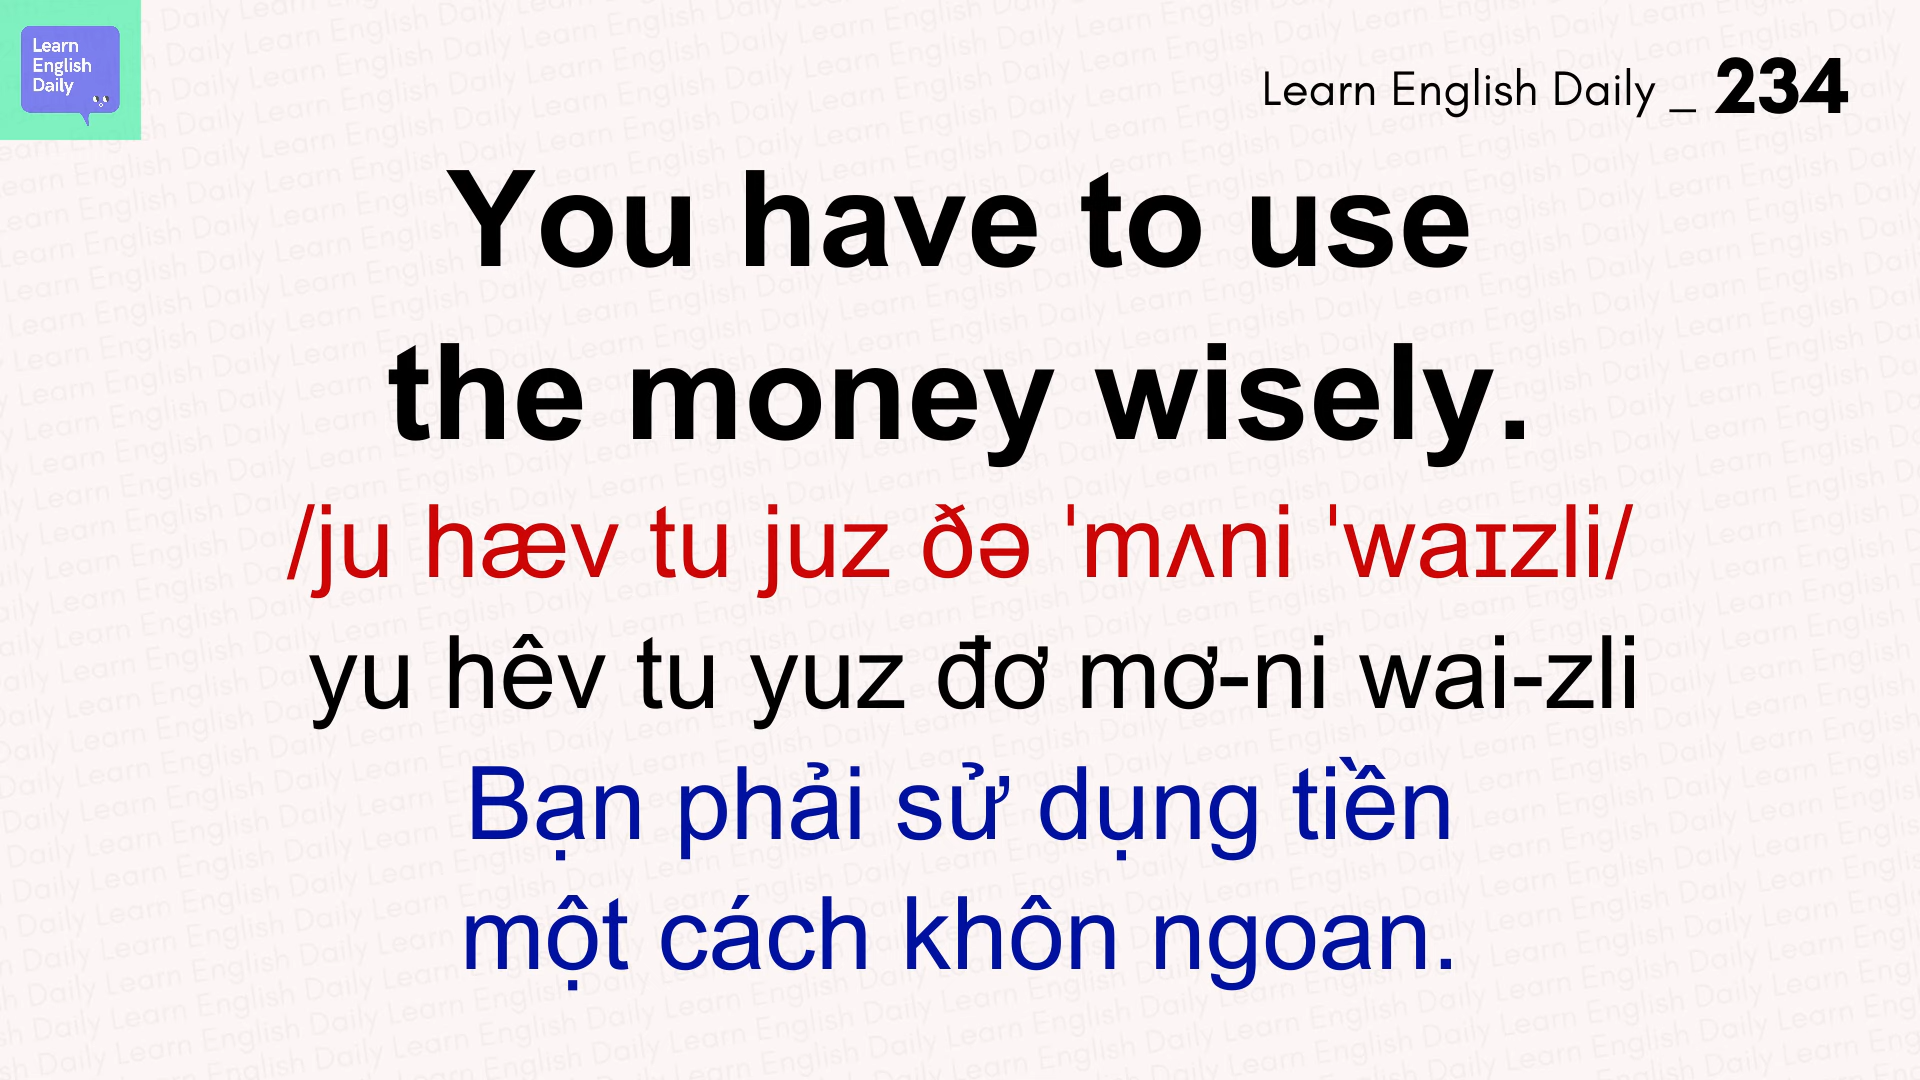 Learn
English
Daily
Learn English Daily _ 234
You have to use
the money wisely.
/ju hæv tu juz ðə ˈmʌni ˈwaɪzli/
yu hêv tu yuz đơ mơ-ni wai-zli
Bạn phải sử dụng tiền
một cách khôn ngoan.